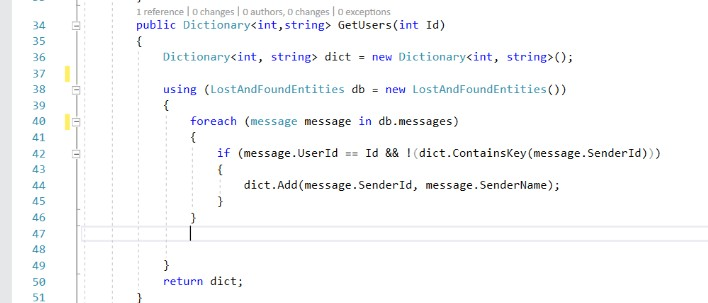 1 reference | 0 changes | 0 authors, 0 changes | 0 exceptions
34 public Dictionary<int,string> GetUsers(int Id)
35 {
36 Dictionary<int, string> dict = new Dictionary<int, string>();
37
38 using (LostAndFoundEntities db = new LostAndFoundEntities())
39 {
40 foreach (message message in db.messages)
41 {
42 if (message.UserId == Id && !(dict.ContainsKey(message.SenderId)))
43 {
44 dict.Add(message.SenderId, message.SenderName);
45 }
46 }
47
48
49 }
50 return dict;
51 }